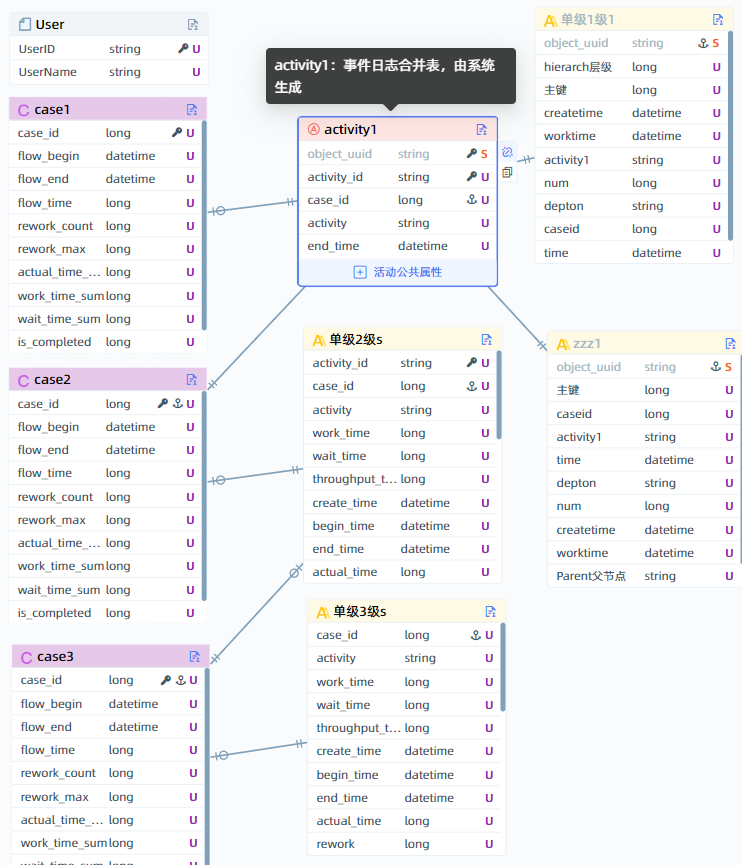 User
UserID string U
UserName string U
case1
case_id long U
flow_begin datetime U
flow_end datetime U
flow_time long U
rework_count long U
rework_max long U
actual_time_... long U
work_time_sum long U
wait_time_sum long U
is_completed long U
case2
case_id long U
flow_begin datetime U
flow_end datetime U
flow_time long U
rework_count long U
rework_max long U
actual_time_... long U
work_time_sum long U
wait_time_sum long U
is_completed long U
case3
case_id long U
flow_begin datetime U
flow_end datetime U
flow_time long U
rework_count long U
rework_max long U
actual_time_... long U
work_time_sum long U
wait_time_sum long U
activity1：事件日志合并表，由系统
生成
activity1
object_uuid string S
activity_id string U
case_id long U
activity string U
end_time datetime U
活动公共属性
单级2级s
activity_id string U
case_id long U
activity string U
work_time long U
wait_time long U
throughput_t... long U
create_time datetime U
begin_time datetime U
end_time datetime U
actual_time long U
单级3级s
case_id long U
activity string U
work_time long U
wait_time long U
throughput_t... long U
create_time datetime U
begin_time datetime U
end_time datetime U
actual_time long U
rework long U
单级1级1
object_uuid string S
hierarch层级 long U
主键 long U
createtime datetime U
worktime datetime U
activity1 string U
num long U
depton string U
caseid long U
time datetime U
zzz1
object_uuid string S
主键 long U
caseid long U
activity1 string U
time datetime U
depton string U
num long U
createtime datetime U
worktime datetime U
Parent父节点 string U